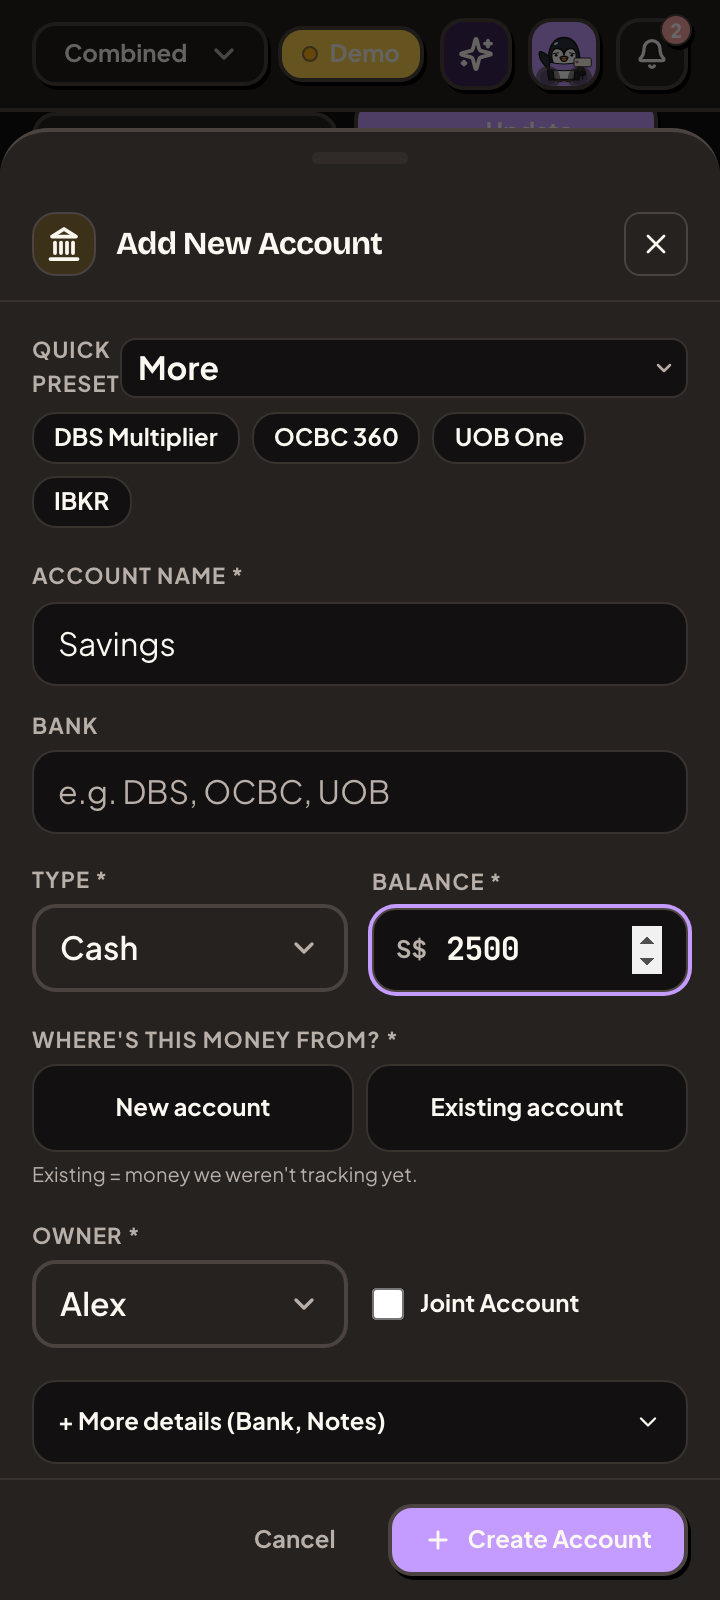 Combined
Demo
2
Update
Add New Account
QUICK
PRESET
More
DBS Multiplier
OCBC 360
UOB One
IBKR
ACCOUNT NAME *
Savings
BANK
e.g. DBS, OCBC, UOB
TYPE *
BALANCE *
Cash
S$ 2500
WHERE'S THIS MONEY FROM? *
New account
Existing account
Existing = money we weren't tracking yet.
OWNER *
Alex
Joint Account
+ More details (Bank, Notes)
Cancel
+ Create Account